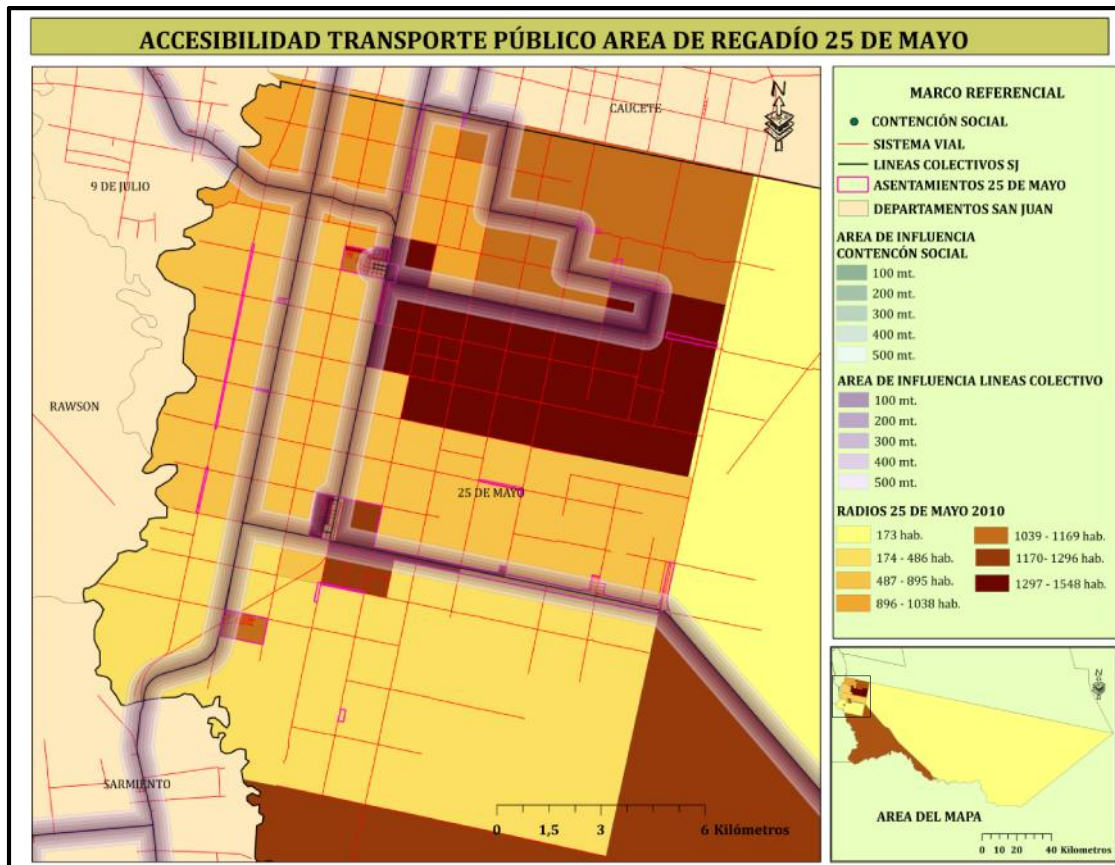 ACCESIBILIDAD TRANSPORTE PÚBLICO AREA DE REGADÍO 25 DE MAYO
CAUCETE
N
9 DE JULIO
RAWSON
25 DE MAYO
SARMIENTO
0 1,5 3 6 Kilómetros
MARCO REFERENCIAL
CONTENCIÓN SOCIAL
SISTEMA VIAL
LINEAS COLECTIVOS SJ
ASENTAMIENTOS 25 DE MAYO
DEPARTAMENTOS SAN JUAN
AREA DE INFLUENCIA
CONTENCÓN SOCIAL
100 mt.
200 mt.
300 mt.
400 mt.
500 mt.
AREA DE INFLUENCIA LINEAS COLECTIVO
100 mt.
200 mt.
300 mt.
400 mt.
500 mt.
RADIOS 25 DE MAYO 2010
173 hab.
174 - 486 hab.
487 - 895 hab.
896 - 1038 hab.
1039 - 1169 hab.
1170- 1296 hab.
1297 - 1548 hab.
N
AREA DEL MAPA
0 10 20 40 Kilometros